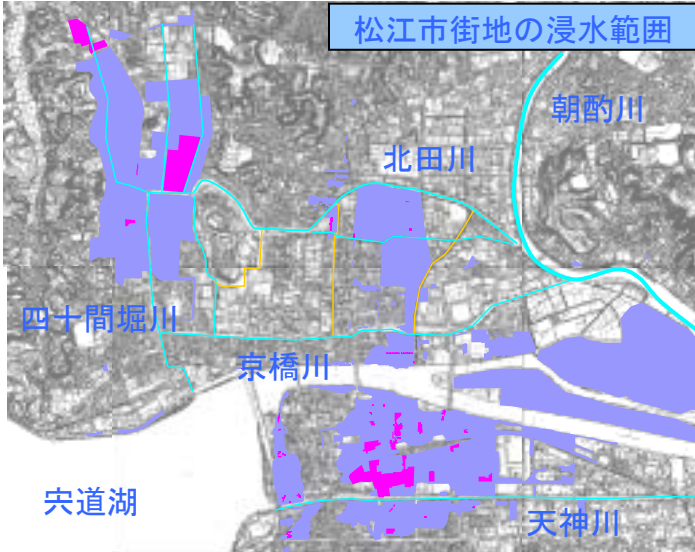 松江市街地の浸水範囲
朝酌川
北田川
四十間堀川
京橋川
宍道湖
天神川